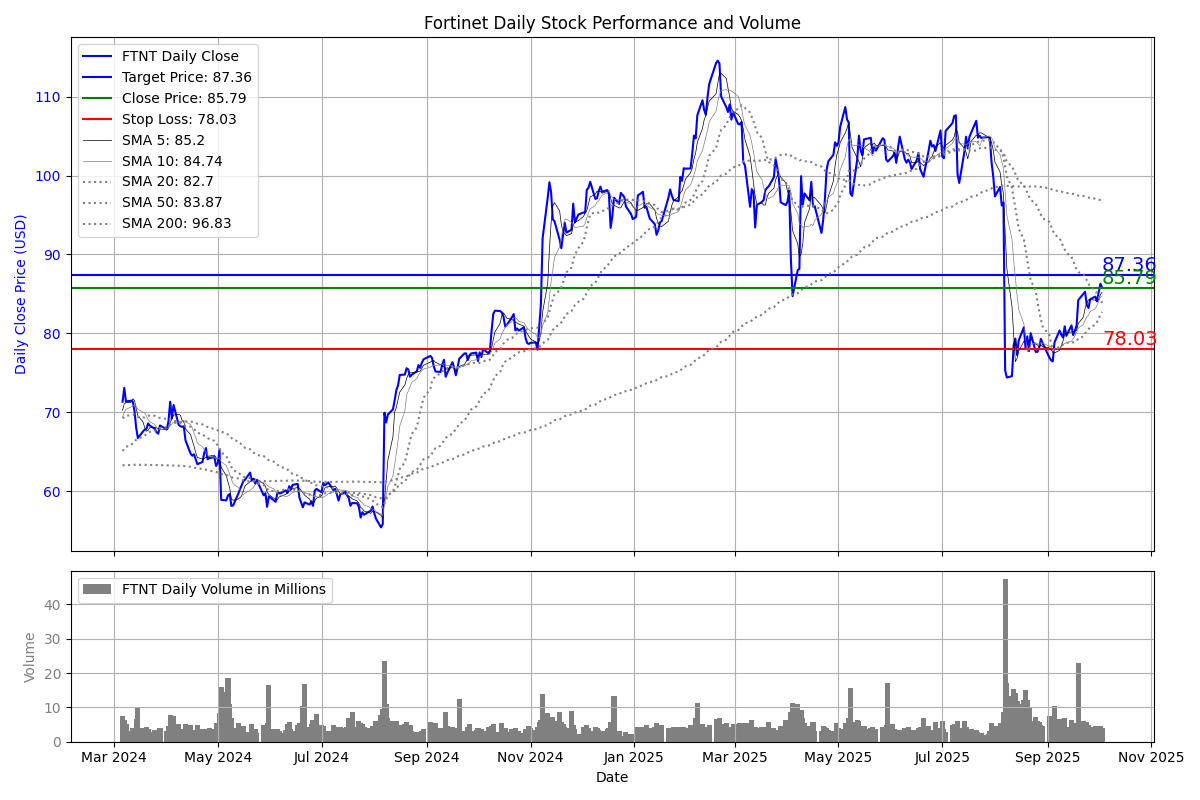 Fortinet Daily Stock Performance and Volume
FTNT Daily Close
Target Price: 87.36
Close Price: 85.79
Stop Loss: 78.03
SMA 5: 85.2
SMA 10: 84.74
SMA 20: 82.7
SMA 50: 83.87
SMA 200: 96.83
Daily Close Price (USD)
110
100
90
80
70
60
87.36
85.79
78.03
FTNT Daily Volume in Millions
Volume
40
30
20
10
0
Mar 2024
May 2024
Jul 2024
Sep 2024
Nov 2024
Jan 2025
Mar 2025
May 2025
Jul 2025
Sep 2025
Nov 2025
Date